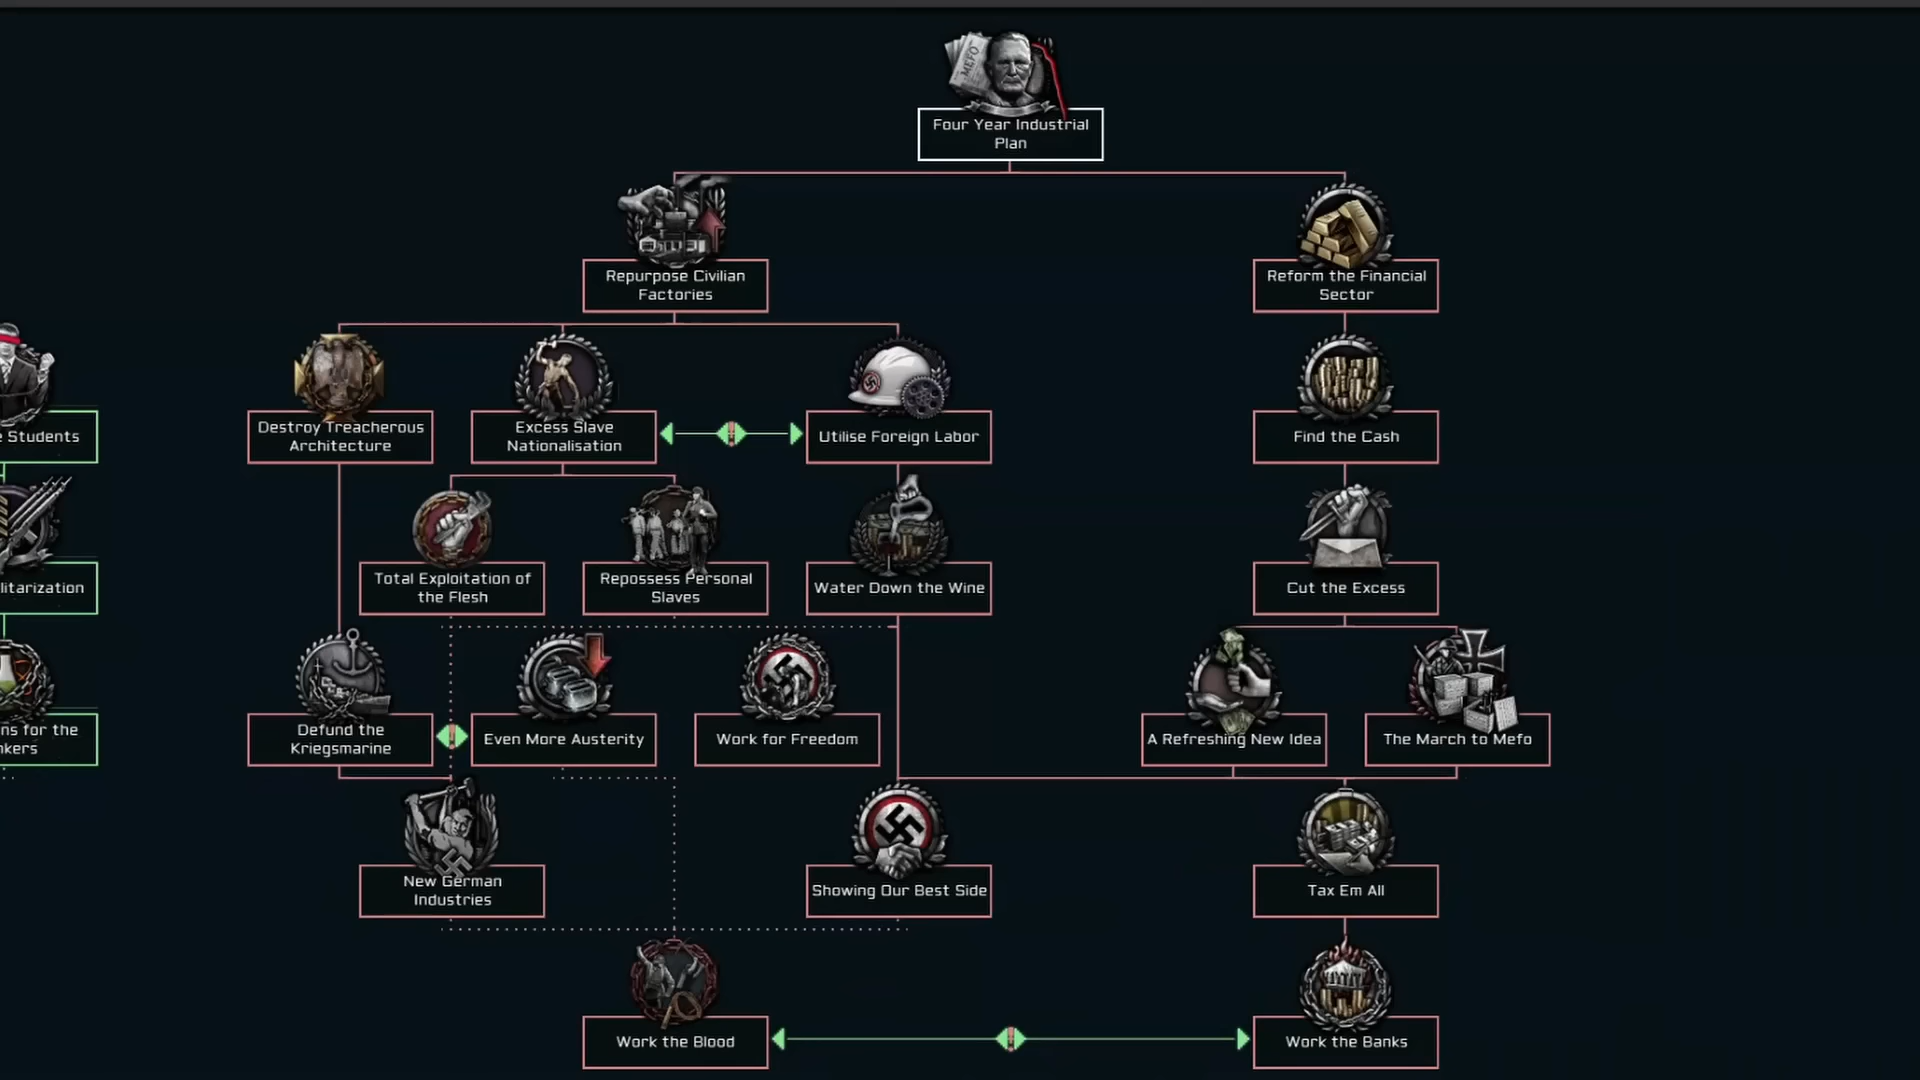 MEFO
Four Year Industrial
Plan
Repurpose Civilian
Factories
Reform the Financial
Sector
e Students
Destroy Treacherous
Architecture
Excess Slave
Nationalisation
Utilise Foreign Labor
Find the Cash
litarization
Total Exploitation of
the Flesh
Repossess Personal
Slaves
Water Down the Wine
Cut the Excess
ns for the
nkers
Defund the
Kriegsmarine
Even More Austerity
Work for Freedom
A Refreshing New Idea
The March to Mefo
New German
Industries
Showing Our Best Side
Tax Em All
Work the Blood
Work the Banks